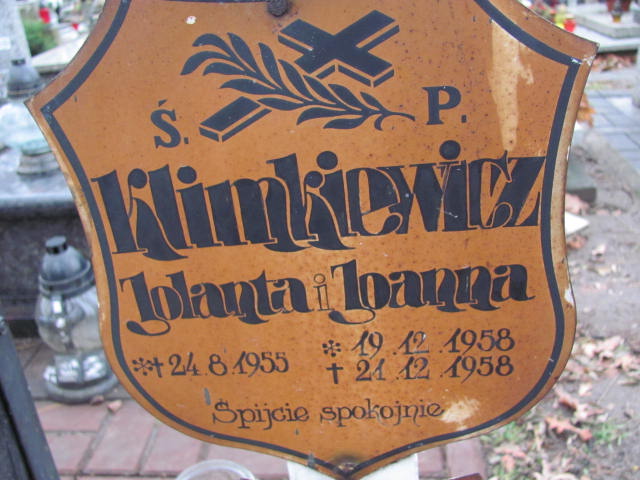 Ś. P.
Klimkiewicz
Jolanta i Joanna
*† 24.8 1955 * 19.12.1958
† 21.12.1958
Śpijcie spokojnie